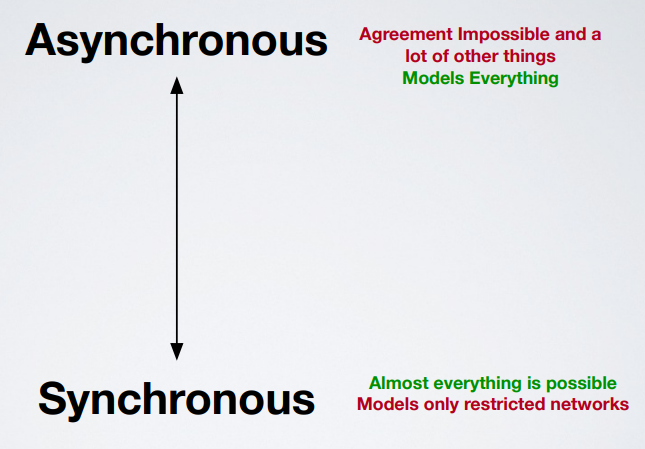 Asynchronous
Agreement Impossible and a
lot of other things
Models Everything
Synchronous
Almost everything is possible
Models only restricted networks